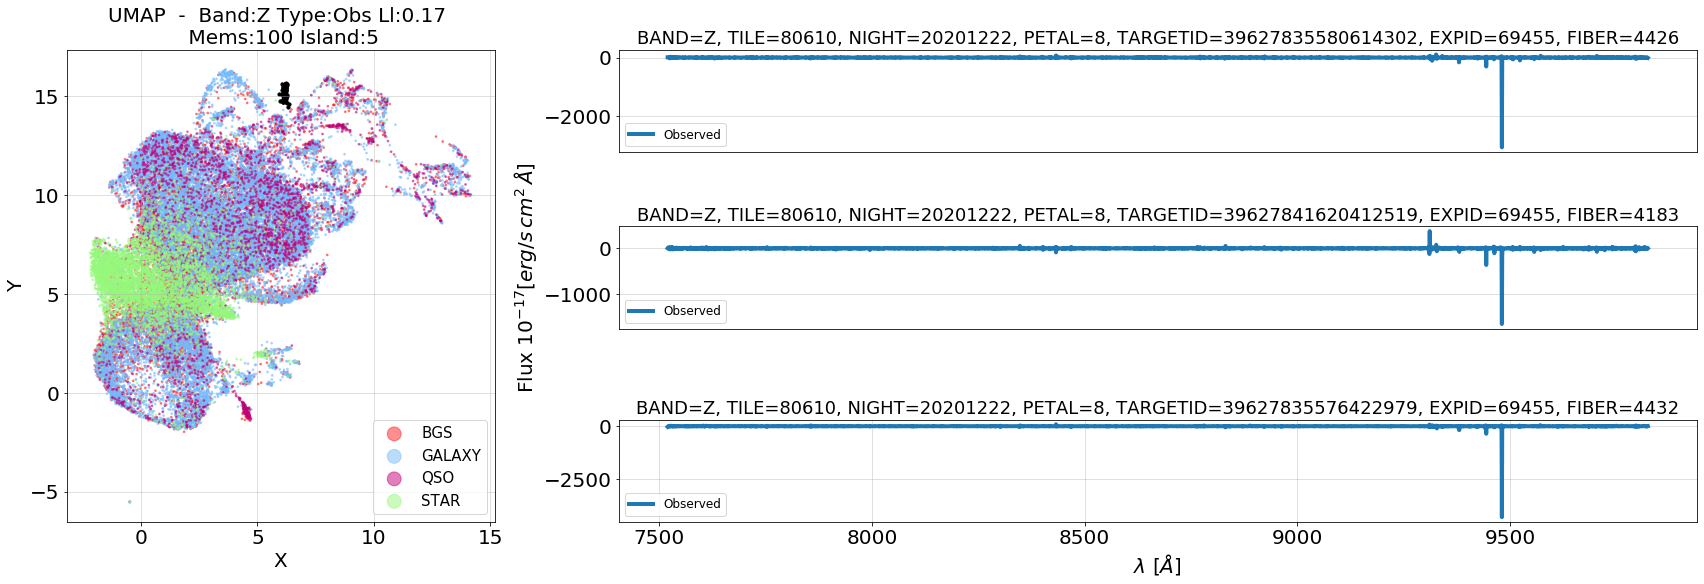 UMAP  -  Band:Z Type:Obs Ll:0.17
Mems:100 Island:5
Y
15
10
5
0
−5
0
5
10
15
X
BGS
GALAXY
QSO
STAR
Flux 10^{-17}[erg/s cm^2 Å]
BAND=Z, TILE=80610, NIGHT=20201222, PETAL=8, TARGETID=39627835580614302, EXPID=69455, FIBER=4426
0
−2000
Observed
BAND=Z, TILE=80610, NIGHT=20201222, PETAL=8, TARGETID=39627841620412519, EXPID=69455, FIBER=4183
0
−1000
Observed
BAND=Z, TILE=80610, NIGHT=20201222, PETAL=8, TARGETID=39627835576422979, EXPID=69455, FIBER=4432
0
−2500
Observed
7500
8000
8500
9000
9500
λ [Å]